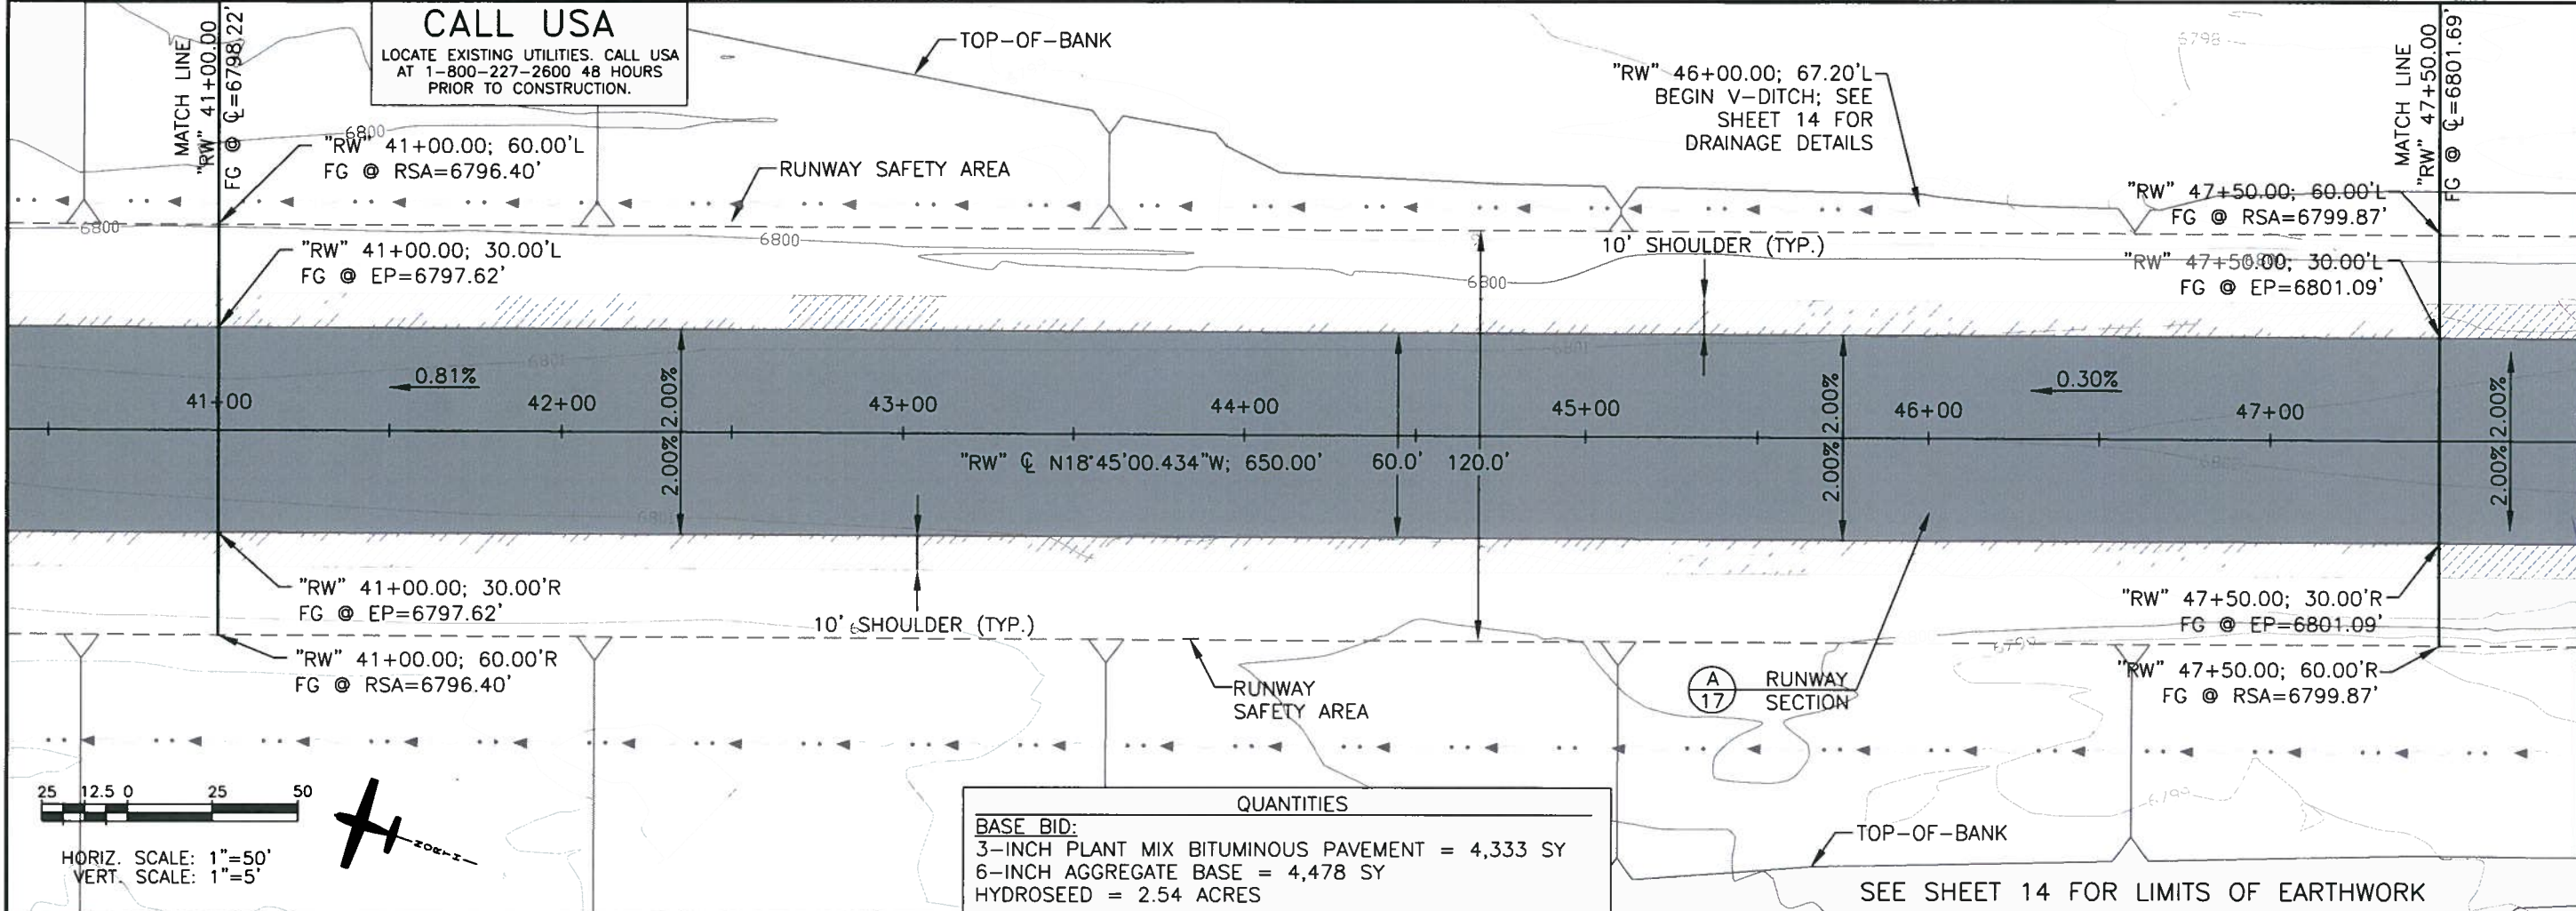 CALL USA
LOCATE EXISTING UTILITIES. CALL USA
AT 1-800-227-2600 48 HOURS
PRIOR TO CONSTRUCTION.
MATCH LINE
"RW" 41+00.00
FG @ ℄=6798.22'
TOP-OF-BANK
"RW" 46+00.00; 67.20'L
BEGIN V-DITCH; SEE
SHEET 14 FOR
DRAINAGE DETAILS
6798
MATCH LINE
"RW" 47+50.00
FG @ ℄=6801.69'
6800
"RW" 41+00.00; 60.00'L
FG @ RSA=6796.40'
RUNWAY SAFETY AREA
"RW" 47+50.00; 60.00'L
FG @ RSA=6799.87'
6800
6800
10' SHOULDER (TYP.)
"RW" 41+00.00; 30.00'L
FG @ EP=6797.62'
6800
"RW" 47+50.00; 30.00'L
FG @ EP=6801.09'
6801
6801
0.81%
0.30%
41+00
42+00
43+00
44+00
45+00
46+00
47+00
2.00% 2.00%
2.00% 2.00%
2.00% 2.00%
"RW" ℄ N18°45'00.434"W; 650.00'
60.0'
120.0'
6801
"RW" 41+00.00; 30.00'R
FG @ EP=6797.62'
10' SHOULDER (TYP.)
"RW" 47+50.00; 30.00'R
FG @ EP=6801.09'
6799
"RW" 41+00.00; 60.00'R
FG @ RSA=6796.40'
RUNWAY
SAFETY AREA
A
17
RUNWAY
SECTION
"RW" 47+50.00; 60.00'R
FG @ RSA=6799.87'
25 12.5 0 25 50
NORTH
HORIZ. SCALE: 1"=50'
VERT. SCALE: 1"=5'
QUANTITIES
BASE BID:
3-INCH PLANT MIX BITUMINOUS PAVEMENT = 4,333 SY
6-INCH AGGREGATE BASE = 4,478 SY
HYDROSEED = 2.54 ACRES
TOP-OF-BANK
SEE SHEET 14 FOR LIMITS OF EARTHWORK